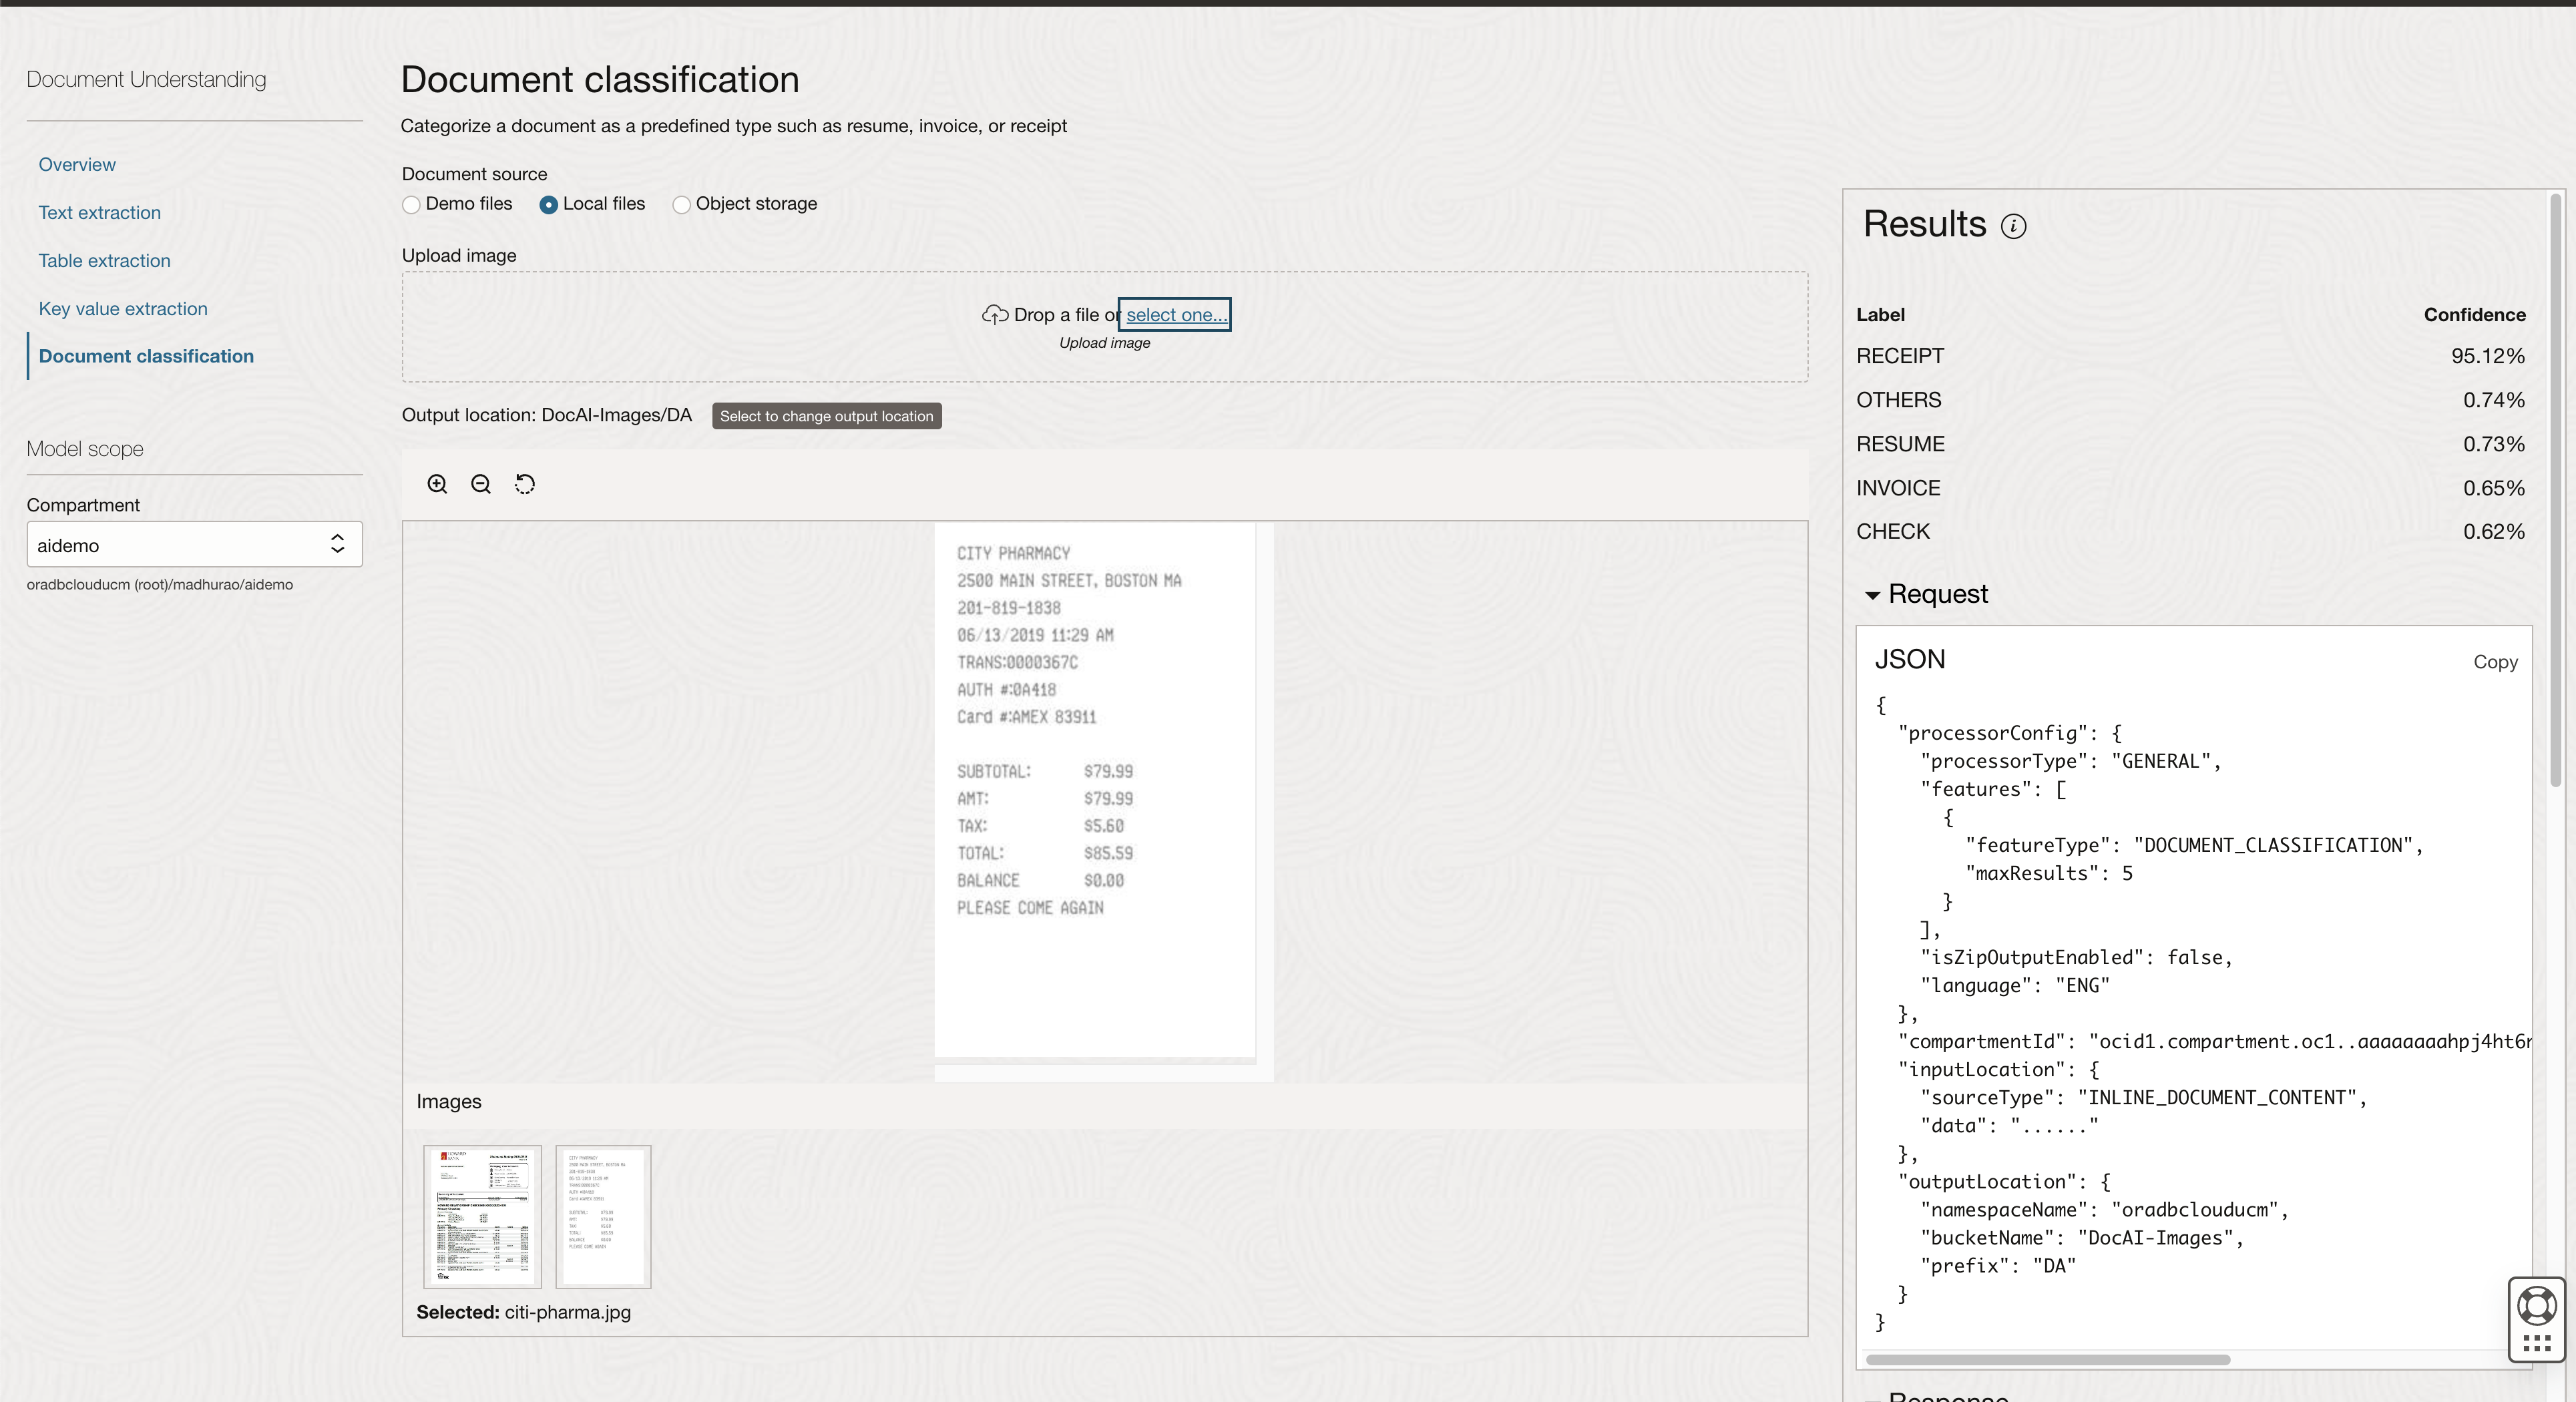 Document Understanding
Overview
Text extraction
Table extraction
Key value extraction
Document classification
Model scope
Compartment
aidemo
oradbclouducm (root)/madhurao/aidemo
Document classification
Categorize a document as a predefined type such as resume, invoice, or receipt
Document source
Demo files Local files Object storage
Upload image
Drop a file or select one...
Upload image
Output location: DocAI-Images/DA Select to change output location
CITY PHARMACY
2500 MAIN STREET, BOSTON MA
201-819-1838
06/13/2019 11:29 AM
TRANS:0000367C
AUTH #:0A418
Card #:AMEX 83911
SUBTOTAL: $79.99
AMT: $79.99
TAX: $5.60
TOTAL: $85.59
BALANCE $0.00
PLEASE COME AGAIN
Images
Selected: citi-pharma.jpg
Results
Label Confidence
RECEIPT 95.12%
OTHERS 0.74%
RESUME 0.73%
INVOICE 0.65%
CHECK 0.62%
Request
JSON Copy
{
"processorConfig": {
"processorType": "GENERAL",
"features": [
{
"featureType": "DOCUMENT_CLASSIFICATION",
"maxResults": 5
}
],
"isZipOutputEnabled": false,
"language": "ENG"
},
"compartmentId": "ocid1.compartment.oc1..aaaaaaaahpj4ht6r
"inputLocation": {
"sourceType": "INLINE_DOCUMENT_CONTENT",
"data": "......"
},
"outputLocation": {
"namespaceName": "oradbclouducm",
"bucketName": "DocAI-Images",
"prefix": "DA"
}
}
Response